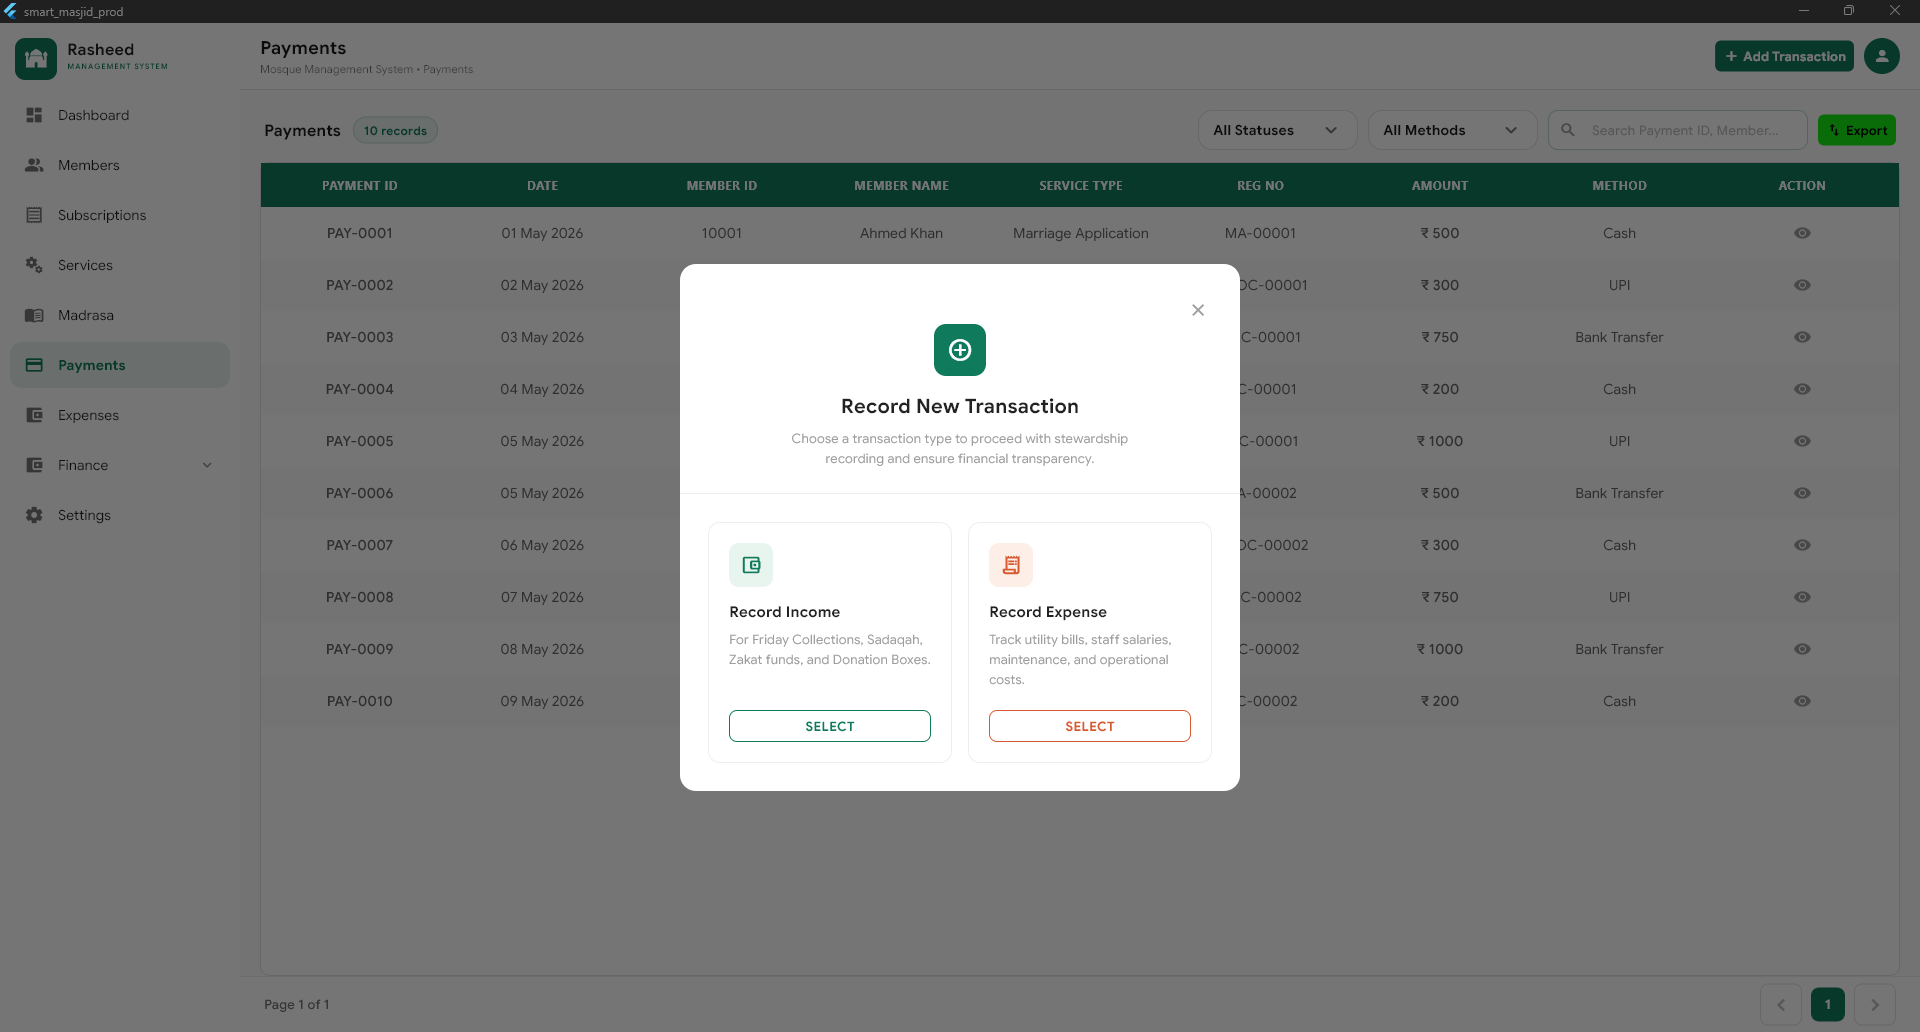 smart_masjid_prod
Rasheed
MANAGEMENT SYSTEM
Dashboard
Members
Subscriptions
Services
Madrasa
Payments
Expenses
Finance
Settings
Payments
Mosque Management System • Payments
+ Add Transaction
Payments
10 records
All Statuses
All Methods
Search Payment ID, Member...
Export
PAYMENT ID DATE MEMBER ID MEMBER NAME SERVICE TYPE REG NO AMOUNT METHOD ACTION
PAY-0001 01 May 2026 10001 Ahmed Khan Marriage Application MA-00001 ₹ 500 Cash
PAY-0002 02 May 2026 C-00001 ₹ 300 UPI
PAY-0003 03 May 2026 C-00001 ₹ 750 Bank Transfer
PAY-0004 04 May 2026 -00001 ₹ 200 Cash
PAY-0005 05 May 2026 C-00001 ₹ 1000 UPI
PAY-0006 05 May 2026 -00002 ₹ 500 Bank Transfer
PAY-0007 06 May 2026 C-00002 ₹ 300 Cash
PAY-0008 07 May 2026 C-00002 ₹ 750 UPI
PAY-0009 08 May 2026 C-00002 ₹ 1000 Bank Transfer
PAY-0010 09 May 2026 -00002 ₹ 200 Cash
Record New Transaction
Choose a transaction type to proceed with stewardship
recording and ensure financial transparency.
Record Income
For Friday Collections, Sadaqah,
Zakat funds, and Donation Boxes.
SELECT
Record Expense
Track utility bills, staff salaries,
maintenance, and operational
costs.
SELECT
Page 1 of 1
1